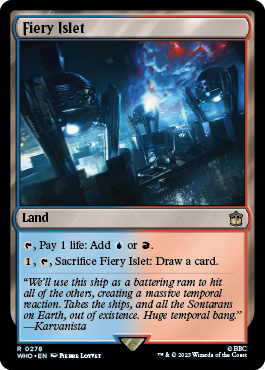 Fiery Islet
Land
, Pay 1 life: Add or .
1, , Sacrifice Fiery Islet: Draw a card.
“We’ll use this ship as a battering ram to hit
all of the others, creating a massive temporal
reaction. Takes the ships, and all the Sontarans
on Earth, out of existence. Huge temporal bang.”
—Karvanista
R 0278
WHO • EN Pierre Loyvet
© BBC
™ & © 2023 Wizards of the Coast